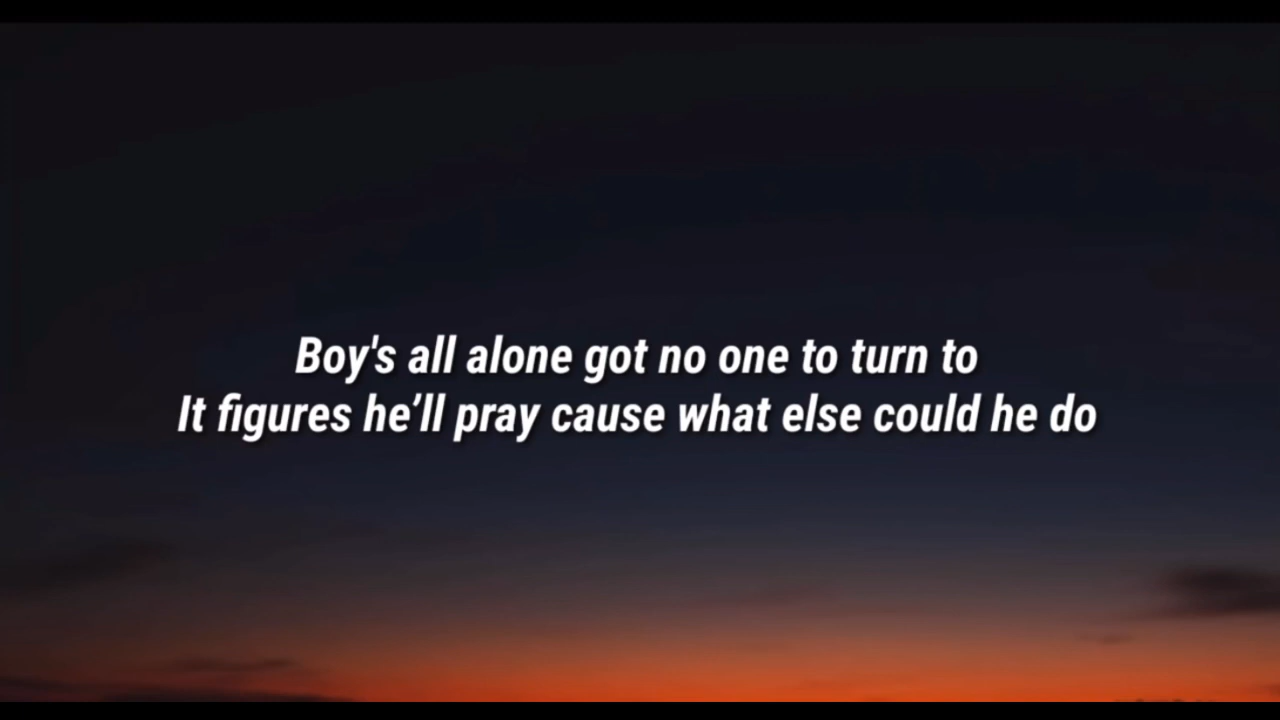 Boy's all alone got no one to turn to
It figures he’ll pray cause what else could he do